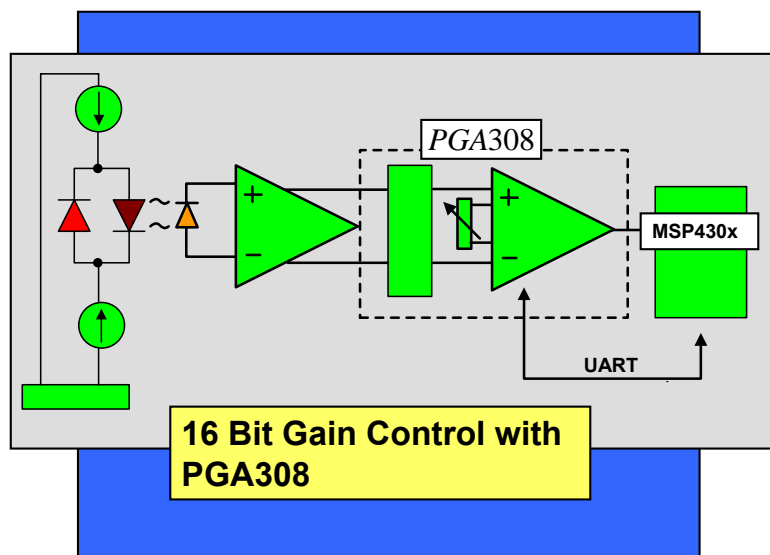 PGA308
+
+
−
−
MSP430x
UART
16 Bit Gain Control with
PGA308